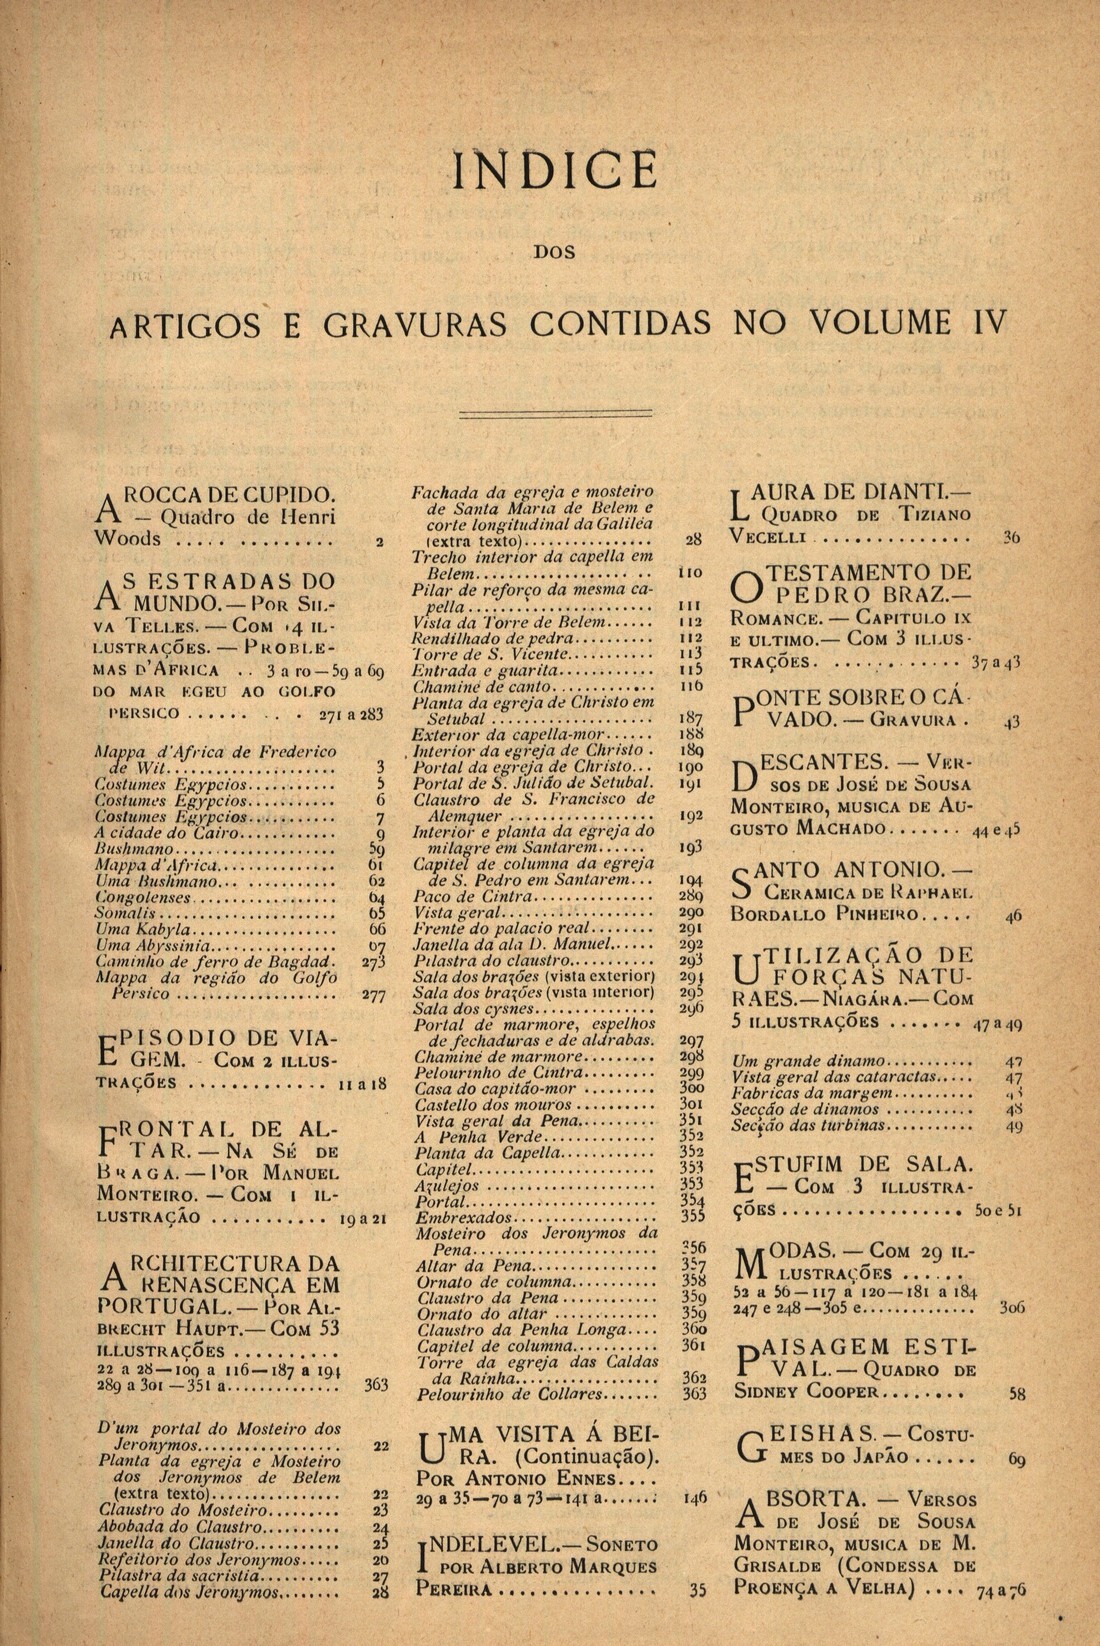 INDICE
DOS
ARTIGOS E GRAVURAS CONTIDAS NO VOLUME IV
A ROCCA DE CUPIDO.
— Quadro de Henri
Woods ..... ......... 2
AS ESTRADAS DO
MUNDO. — POR SIL-
VA TELLES. — COM 14 IL-
LUSTRAÇÕES. — PROBLE-
MAS D'AFRICA .. 3 a 10 — 59 a 69
DO MAR EGEU AO GOLFO
PERSICO ...... .. . 271 a 283
Mappa d'Africa de Frederico
de Wit..................... 3
Costumes Egypcios........... 5
Costumes Egypcios........... 6
Costumes Egypcios........... 7
A cidade do Cairo............ 9
Bushmano.................... 59
Mappa d'Africa............... 61
Uma Bushmano... ........... 62
Congolenses.................. 64
Somalis...................... 65
Uma Kabyla.................. 66
Uma Abyssinia................ 67
Caminho de ferro de Bagdad. 273
Mappa da região do Golfo
Persico .................... 277
EPISODIO DE VIA-
GEM. - COM 2 ILLUS-
TRAÇÕES ............. 11 a 18
FRONTAL DE AL-
TAR. — NA SÉ DE
BRAGA. — POR MANUEL
MONTEIRO. — COM 1 IL-
LUSTRAÇÃO ........... 19 a 21
ARCHITECTURA DA
RENASCENÇA EM
PORTUGAL. — POR AL-
BRECHT HAUPT. — COM 53
ILLUSTRAÇÕES ..........
22 a 28—109 a 116—187 a 194
289 a 301—351 a.............. 363
D'um portal do Mosteiro dos
Jeronymos.................. 22
Planta da egreja e Mosteiro
dos Jeronymos de Belem
(extra texto)................ 22
Claustro do Mosteiro......... 23
Abobada do Claustro.......... 24
Janella do Claustro........... 25
Refeitorio dos Jeronymos..... 26
Pilastra da sacristia.......... 27
Capella dos Jeronymos........ 28
Fachada da egreja e mosteiro
de Santa Maria de Belem e
corte longitudinal da Galiléa
(extra texto)................ 28
Trecho interior da capella em
Belem................... .. 110
Pilar de reforço da mesma ca-
pella ....................... 111
Vista da Torre de Belem...... 112
Rendilhado de pedra.......... 112
Torre de S. Vicente........... 113
Entrada e guarita............. 115
Chaminé de canto............. 116
Planta da egreja de Christo em
Setubal .................... 187
Exterior da capella-mor...... 188
Interior da egreja de Christo . 189
Portal da egreja de Christo... 190
Portal de S. Julião de Setubal. 191
Claustro de S. Francisco de
Alemquer .................. 192
Interior e planta da egreja do
milagre em Santarem...... 193
Capitel de columna da egreja
de S. Pedro em Santarem... 194
Paco de Cintra............... 289
Vista geral................... 290
Frente do palacio real........ 291
Janella da ala D. Manuel..... 292
Pilastra do claustro........... 293
Sala dos brazões (vista exterior) 294
Sala dos brazões (vista interior) 295
Sala dos cysnes............... 296
Portal de marmore, espelhos
de fechaduras e de aldrabas. 297
Chaminé de marmore......... 298
Pelourinho de Cintra.......... 299
Casa do capitão-mor ......... 300
Castello dos mouros .......... 301
Vista geral da Pena........... 351
A Penha Verde............... 352
Planta da Capella............. 352
Capitel....................... 353
Azulejos ..................... 353
Portal........................ 354
Embrexados.................. 355
Mosteiro dos Jeronymos da
Pena....................... 356
Altar da Pena................ 357
Ornato de columna........... 358
Claustro da Pena ............ 359
Ornato do altar .............. 359
Claustro da Penha Longa.... 360
Capitel de columna........... 361
Torre da egreja das Caldas
da Rainha.................. 362
Pelourinho de Collares....... 363
UMA VISITA Á BEI-
RA. (Continuação).
POR ANTONIO ENNES....
29 a 35—70 a 73—141 a...... 146
INDELEVEL. — SONETO
POR ALBERTO MARQUES
PEREIRA ............... 35
LAURA DE DIANTI. —
QUADRO DE TIZIANO
VECELLI .............. 36
O TESTAMENTO DE
PEDRO BRAZ. —
ROMANCE. — CAPITULO IX
E ULTIMO. — COM 3 ILLUS-
TRAÇÕES. ............ 37 a 43
PONTE SOBRE O CÁ-
VADO. — GRAVURA . 43
DESCANTES. — VER-
SOS DE JOSÉ DE SOUSA
MONTEIRO, MUSICA DE AU-
GUSTO MACHADO....... 44 e 45
SANTO ANTONIO. —
CERAMICA DE RAPHAEL
BORDALLO PINHEIRO..... 46
UTILIZAÇÃO DE
FORÇAS NATU-
RAES. — NIAGÁRA. — COM
5 ILLUSTRAÇÕES ....... 47 a 49
Um grande dinamo........... 47
Vista geral das cataractas..... 47
Fabricas da margem..........
Secção de dinamos ........... 48
Secção das turbinas........... 49
ESTUFIM DE SALA.
— COM 3 ILLUSTRA-
ÇÕES ................. 50 e 51
MODAS. — COM 29 IL-
LUSTRAÇÕES ......
52 a 56—117 a 120—181 a 184
247 e 248—305 e.............. 306
PAISAGEM ESTI-
VAL. — QUADRO DE
SIDNEY COOPER........ 58
GEISHAS. — COSTU-
MES DO JAPÃO ...... 69
ABSORTA. — VERSOS
DE JOSÉ DE SOUSA
MONTEIRO, MUSICA DE M.
GRISALDE (CONDESSA DE
PROENÇA A VELHA) .... 74 a 76